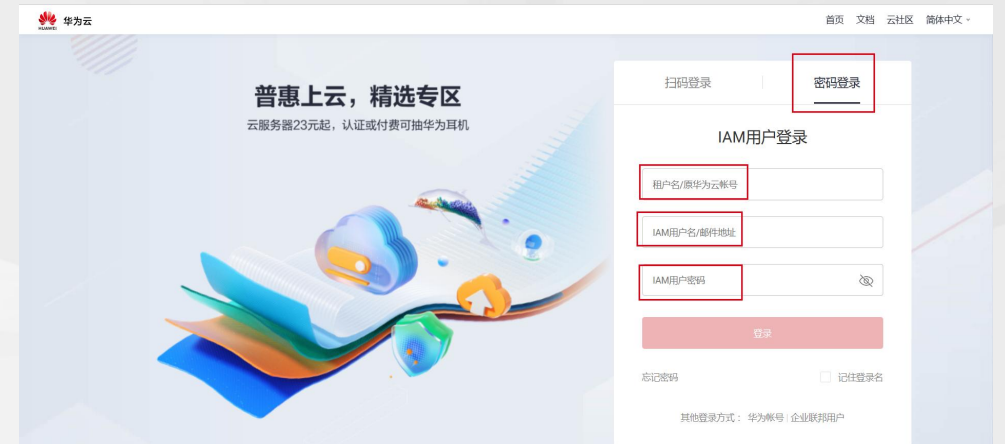 HUAWEI 华为云
首页 文档 云社区 简体中文
普惠上云，精选专区
云服务器23元起，认证或付费可抽华为耳机
扫码登录 密码登录
IAM用户登录
租户名/原华为云帐号
IAM用户名/邮件地址
IAM用户密码
登录
忘记密码 记住登录名
其他登录方式： 华为帐号 | 企业联邦用户